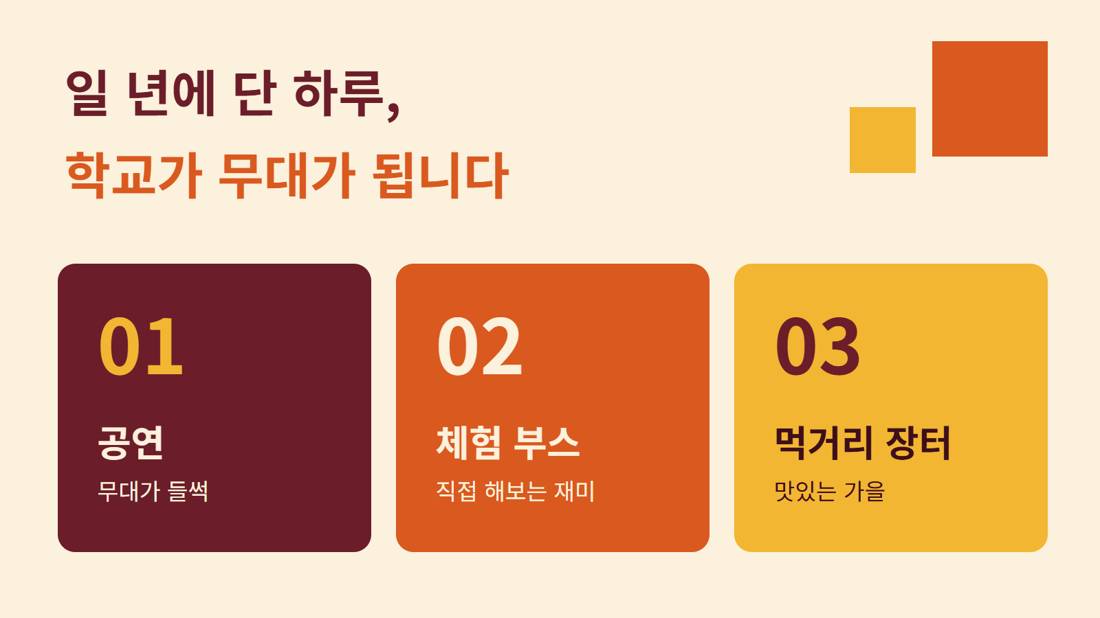 일 년에 단 하루,
학교가 무대가 됩니다
01
공연
무대가 들썩
02
체험 부스
직접 해보는 재미
03
먹거리 장터
맛있는 가을